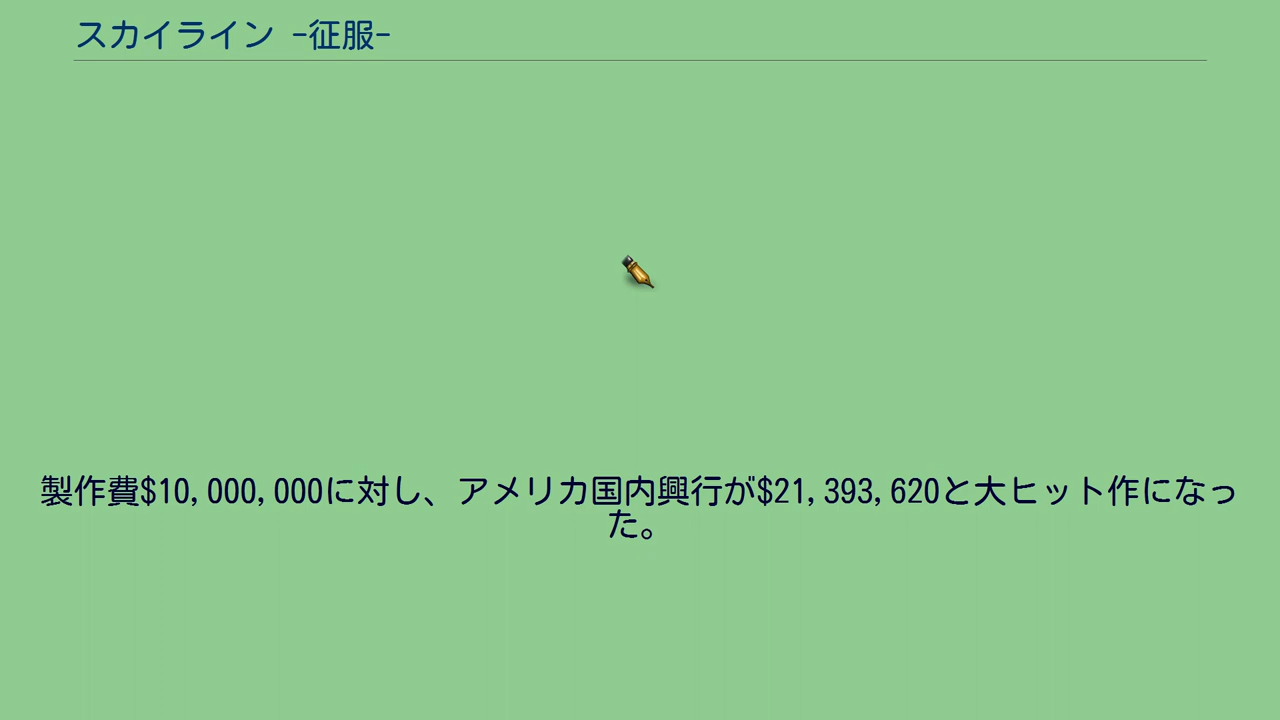 スカイライン -征服-
製作費$10,000,000に対し、アメリカ国内興行が$21,393,620と大ヒット作になっ
た。